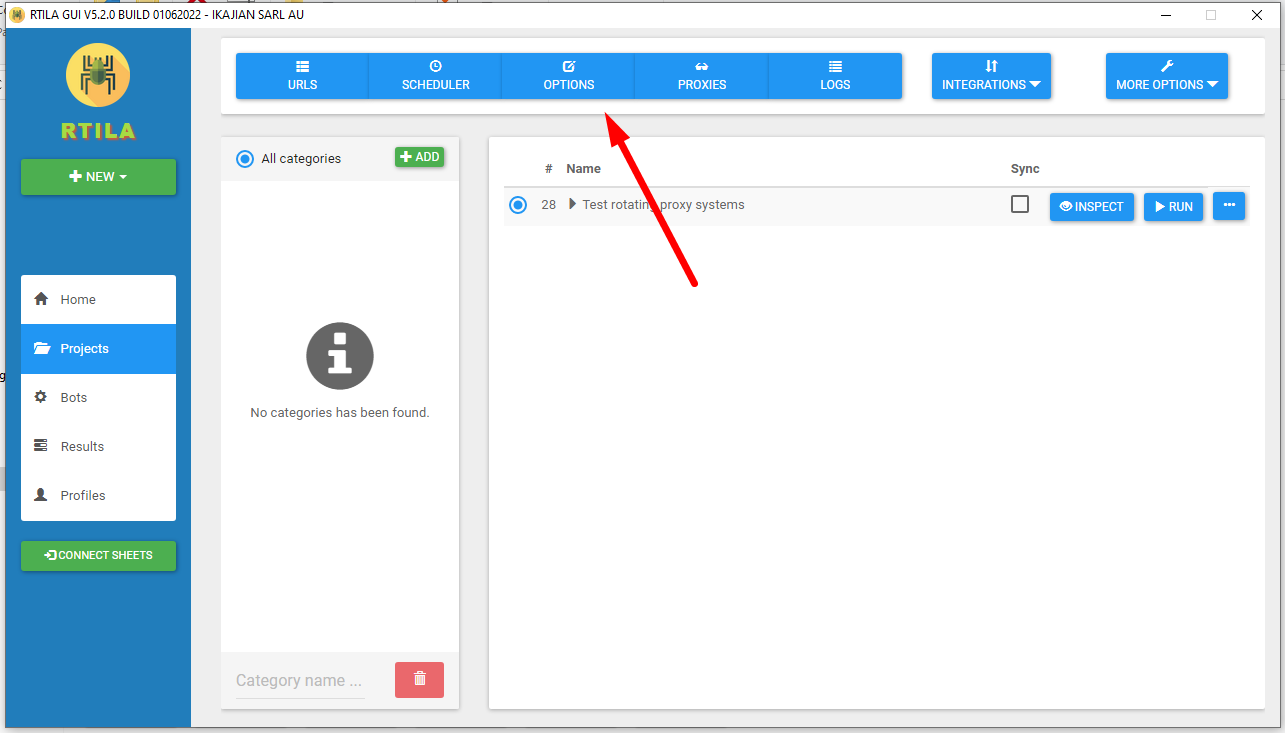 RTILA GUI V5.2.0 BUILD 01062022 - IKAJIAN SARL AU
RTILA
NEW
Home
Projects
Bots
Results
Profiles
CONNECT SHEETS
URLS
SCHEDULER
OPTIONS
PROXIES
LOGS
INTEGRATIONS
MORE OPTIONS
All categories
ADD
No categories has been found.
Category name ...
# Name Sync
28 Test rotating proxy systems
INSPECT
RUN